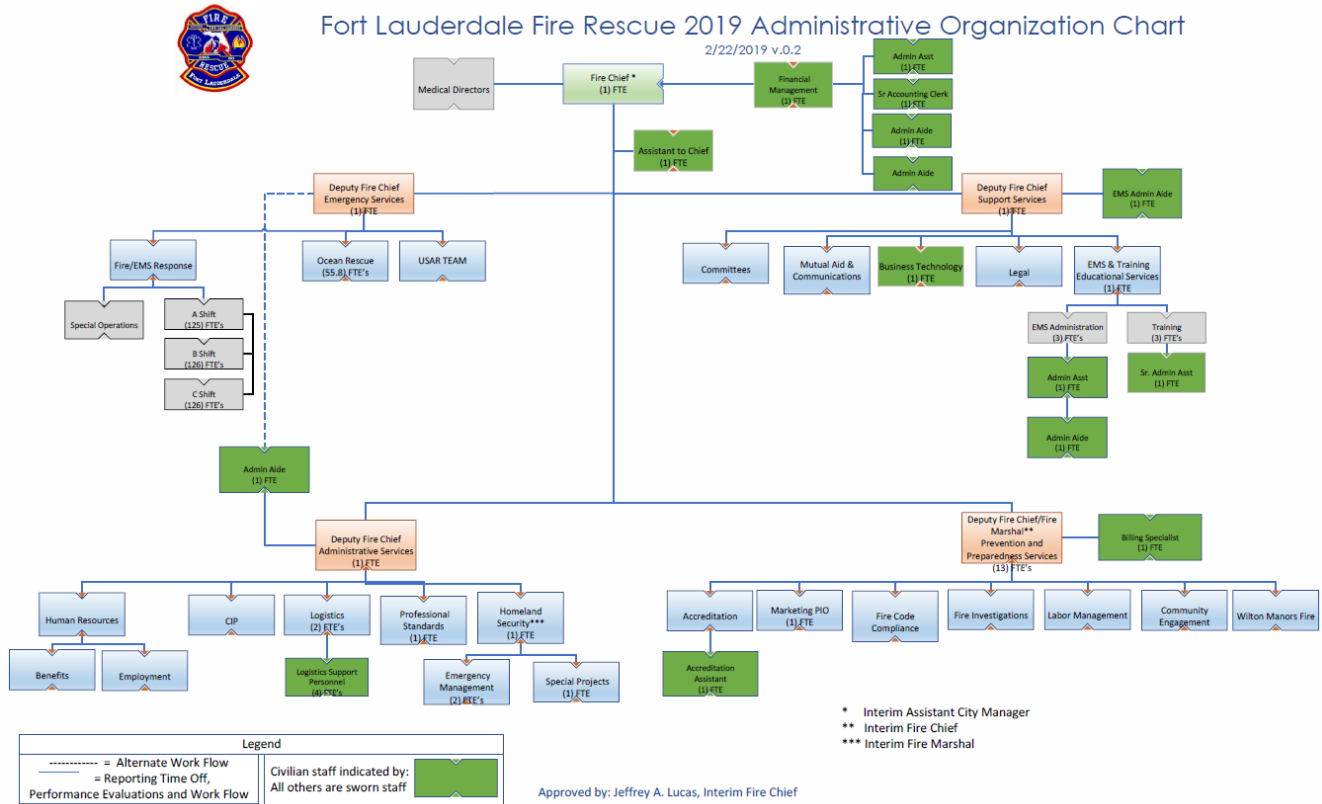 FIRE
RESCUE
FORT LAUDERDALE
Fort Lauderdale Fire Rescue 2019 Administrative Organization Chart
2/22/2019 v.0.2
Medical Directors
Fire Chief *
(1) FTE
Financial
Management
(1) FTE
Admin Asst
(1) FTE
Sr Accounting Clerk
(1) FTE
Admin Aide
(1) FTE
Admin Aide
Assistant to Chief
(1) FTE
Deputy Fire Chief
Emergency Services
(1) FTE
Deputy Fire Chief
Support Services
(1) FTE
EMS Admin Aide
(1) FTE
Fire/EMS Response
Ocean Rescue
(55.8) FTE's
USAR TEAM
Committees
Mutual Aid &
Communications
Business Technology
(1) FTE
Legal
EMS & Training
Educational Services
(1) FTE
Special Operations
A Shift
(125) FTE's
B Shift
(126) FTE's
C Shift
(126) FTE's
EMS Administration
(3) FTE's
Training
(3) FTE's
Admin Asst
(1) FTE
Sr. Admin Asst
(1) FTE
Admin Aide
(1) FTE
Admin Aide
(1) FTE
Deputy Fire Chief
Administrative Services
(1) FTE
Deputy Fire Chief/Fire
Marshal**
Prevention and
Preparedness Services
(13) FTE's
Billing Specialist
(1) FTE
Human Resources
CIP
Logistics
(2) FTE's
Professional
Standards
(1) FTE
Homeland
Security***
(1) FTE
Accreditation
Marketing PIO
(1) FTE
Fire Code
Compliance
Fire Investigations
Labor Management
Community
Engagement
Wilton Manors Fire
Benefits
Employment
Logistics Support
Personnel
(4) FTE's
Emergency
Management
(2) FTE's
Special Projects
(1) FTE
Accreditation
Assistant
(1) FTE
* Interim Assistant City Manager
** Interim Fire Chief
*** Interim Fire Marshal
Legend
------------ = Alternate Work Flow
= Reporting Time Off,
Performance Evaluations and Work Flow
Civilian staff indicated by:
All others are sworn staff
Approved by: Jeffrey A. Lucas, Interim Fire Chief